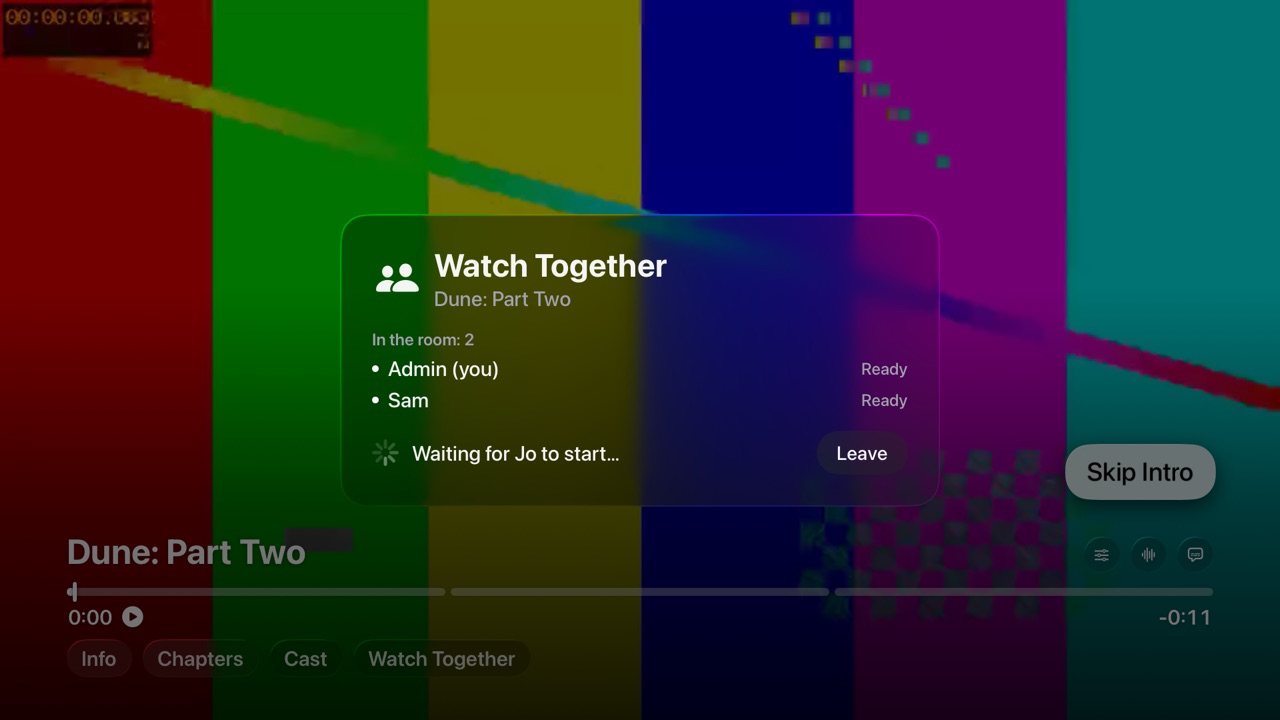 Watch Together
Dune: Part Two
In the room: 2
• Admin (you) Ready
• Sam Ready
Waiting for Jo to start...
Leave
Skip Intro
Dune: Part Two
0:00
-0:11
Info
Chapters
Cast
Watch Together